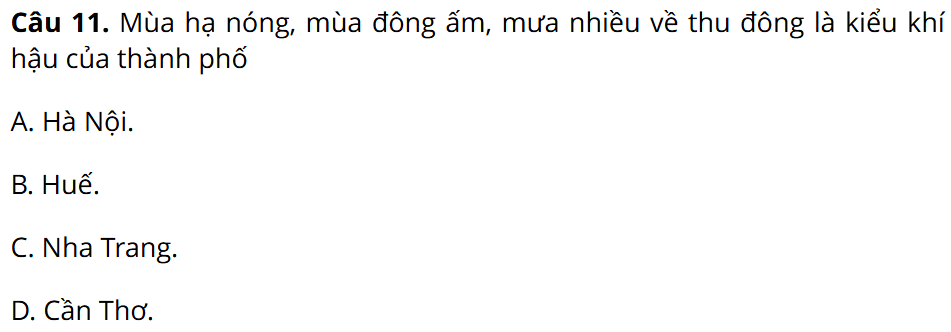 Câu 11. Mùa hạ nóng, mùa đông ấm, mưa nhiều về thu đông là kiểu khí
hậu của thành phố
A. Hà Nội.
B. Huế.
C. Nha Trang.
D. Cần Thơ.